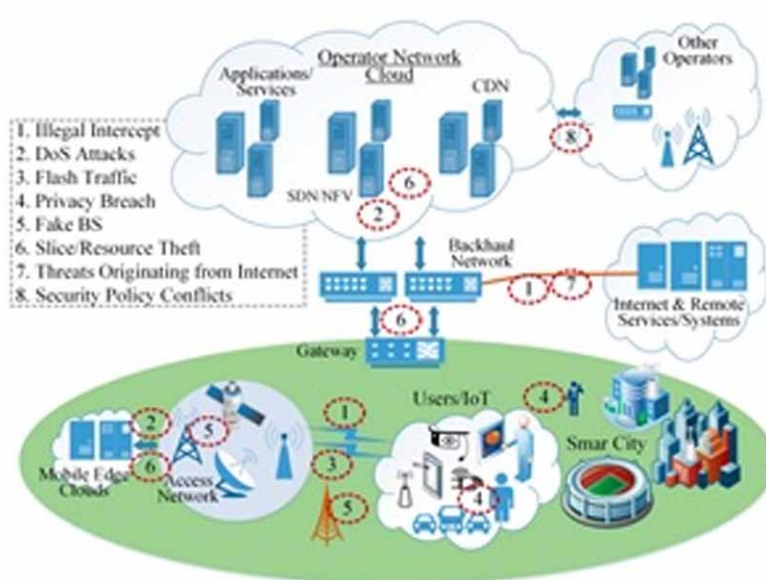 Operator Network
Cloud
Applications/
Services
CDN
Other
Operators
1. Illegal Intercept
2. DoS Attacks
3. Flash Traffic
4. Privacy Breach
5. Fake BS
6. Slice/Resource Theft
7. Threats Originating from Internet
8. Security Policy Conflicts
8
6
SDN/NFV
2
Backhaul
Network
1
7
Internet & Remote
Services/Systems
6
Gateway
Users/IoT
4
2
5
1
Smar City
Mobile Edge
Clouds
6
Access
Network
3
4
5